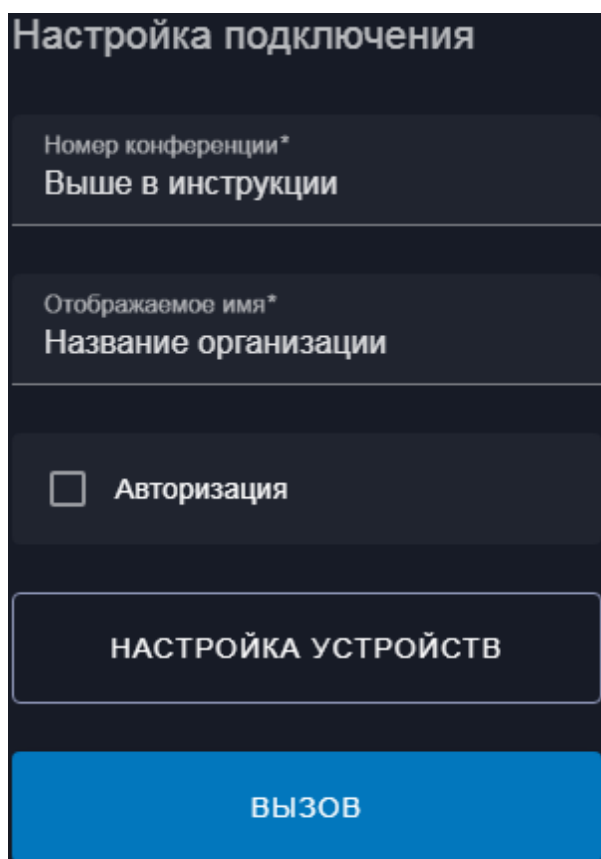 Настройка подключения
Номер конференции*
Выше в инструкции
Отображаемое имя*
Название организации
Авторизация
НАСТРОЙКА УСТРОЙСТВ
ВЫЗОВ